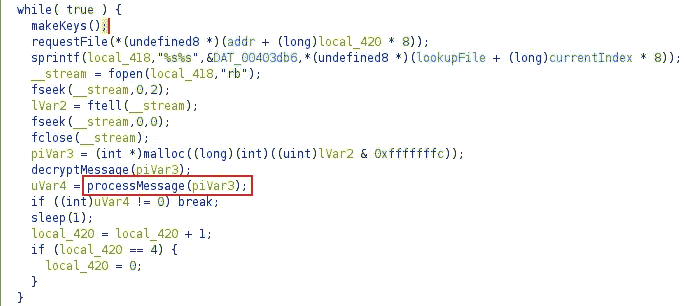 while( true ) {
makeKeys();
requestFile(*(undefined8 *)(addr + (long)local_420 * 8));
sprintf(local_418,"%s%s",&DAT_00403db6,*(undefined8 *)(lookupFile + (long)currentIndex * 8));
__stream = fopen(local_418,"rb");
fseek(__stream,0,2);
lVar2 = ftell(__stream);
fseek(__stream,0,0);
fclose(__stream);
piVar3 = (int *)malloc((long)(int)((uint)lVar2 & 0xfffffffc));
decryptMessage(piVar3);
uVar4 = processMessage(piVar3);
if ((int)uVar4 != 0) break;
sleep(1);
local_420 = local_420 + 1;
if (local_420 == 4) {
local_420 = 0;
}
}